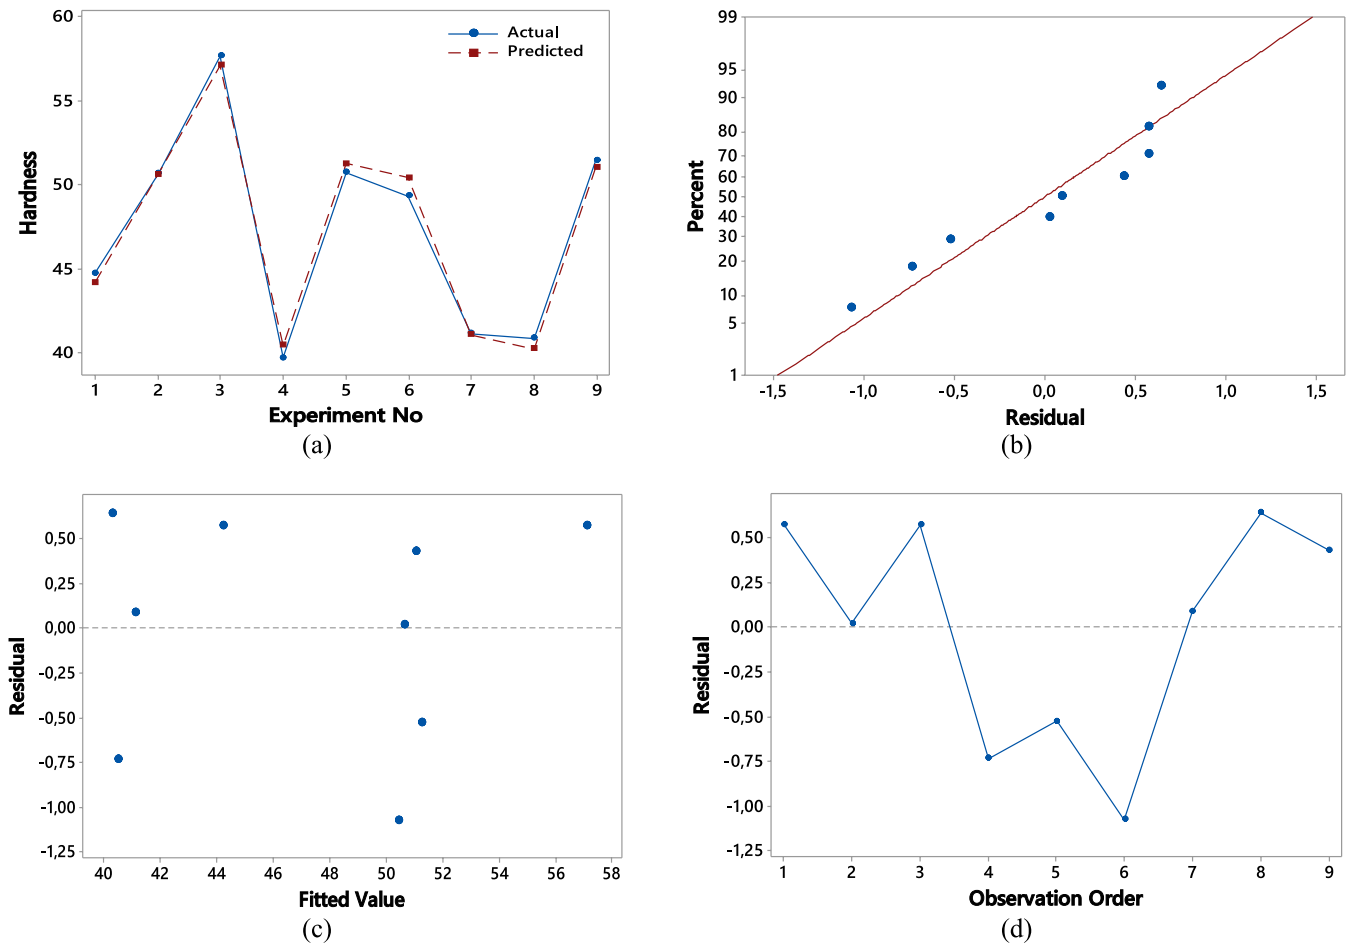 60
55
50
45
40
Hardness
Actual
Predicted
1 2 3 4 5 6 7 8 9
Experiment No
(a)
99
95
90
80
70
60
50
40
30
20
10
5
1
Percent
-1,5 -1,0 -0,5 0,0 0,5 1,0 1,5
Residual
(b)
0,50
0,25
0,00
-0,25
-0,50
-0,75
-1,00
-1,25
Residual
40 42 44 46 48 50 52 54 56 58
Fitted Value
(c)
0,50
0,25
0,00
-0,25
-0,50
-0,75
-1,00
-1,25
Residual
1 2 3 4 5 6 7 8 9
Observation Order
(d)